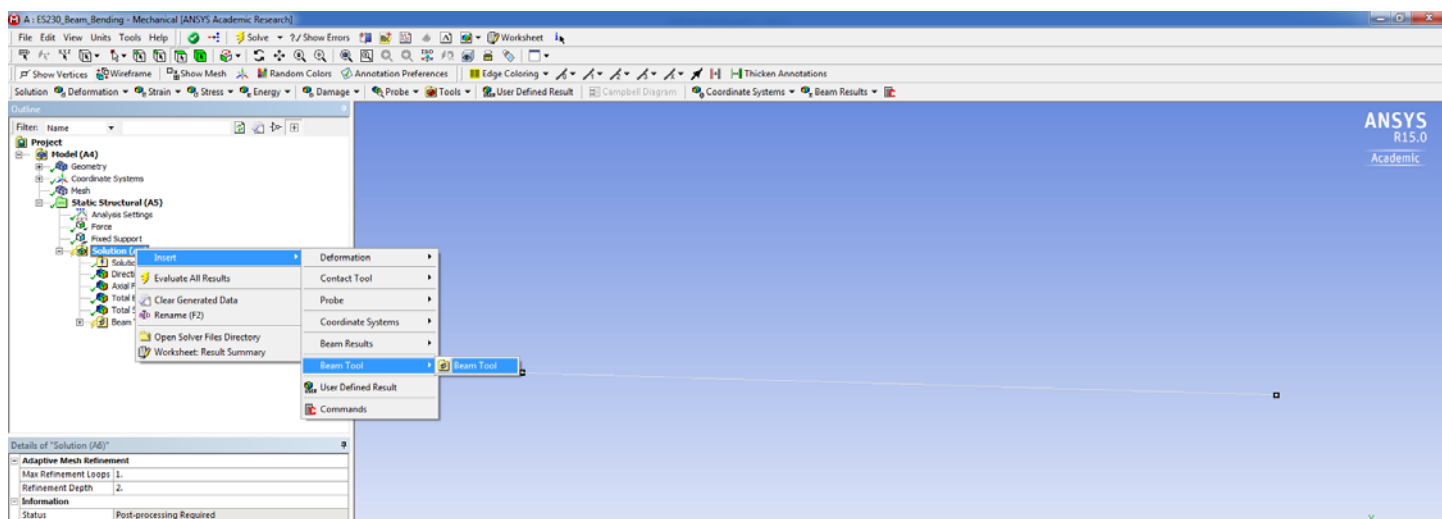 A : ES230_Beam_Bending - Mechanical [ANSYS Academic Research]
File Edit View Units Tools Help Solve ?/ Show Errors Worksheet
Show Vertices Wireframe Show Mesh Random Colors Annotation Preferences Edge Coloring Thicken Annotations
Solution Deformation Strain Stress Energy Damage Probe Tools User Defined Result Campbell Diagram Coordinate Systems Beam Results
Outline
Filter: Name
Project
Model (A4)
Geometry
Coordinate Systems
Mesh
Static Structural (A5)
Analysis Settings
Force
Fixed Support
Solution (A
Solutio
Directi
Axial F
Total
Total
Beam
Insert
Evaluate All Results
Clear Generated Data
Rename (F2)
Open Solver Files Directory
Worksheet: Result Summary
Deformation
Contact Tool
Probe
Coordinate Systems
Beam Results
Beam Tool
User Defined Result
Commands
Beam Tool
ANSYS
R15.0
Academic
Details of "Solution (A6)"
Adaptive Mesh Refinement
Max Refinement Loops 1.
Refinement Depth 2.
Information
Status Post-processing Required